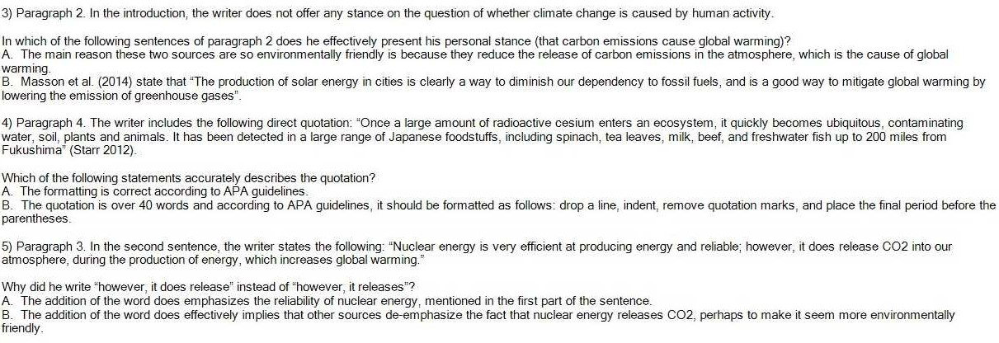 3) Paragraph 2. In the introduction, the writer does not offer any stance on the question of whether climate change is caused by human activity.
In which of the following sentences of paragraph 2 does he effectively present his personal stance (that carbon emissions cause global warming)?
A. The main reason these two sources are so environmentally friendly is because they reduce the release of carbon emissions in the atmosphere, which is the cause of global
warming.
B. Masson et al. (2014) state that “The production of solar energy in cities is clearly a way to diminish our dependency to fossil fuels, and is a good way to mitigate global warming by
lowering the emission of greenhouse gases”.
4) Paragraph 4. The writer includes the following direct quotation: “Once a large amount of radioactive cesium enters an ecosystem, it quickly becomes ubiquitous, contaminating
water, soil, plants and animals. It has been detected in a large range of Japanese foodstuffs, including spinach, tea leaves, milk, beef, and freshwater fish up to 200 miles from
Fukushima” (Starr 2012).
Which of the following statements accurately describes the quotation?
A. The formatting is correct according to APA guidelines.
B. The quotation is over 40 words and according to APA guidelines, it should be formatted as follows: drop a line, indent, remove quotation marks, and place the final period before the
parentheses.
5) Paragraph 3. In the second sentence, the writer states the following: “Nuclear energy is very efficient at producing energy and reliable; however, it does release CO2 into our
atmosphere, during the production of energy, which increases global warming.”
Why did he write “however, it does release” instead of “however, it releases”?
A. The addition of the word does emphasizes the reliability of nuclear energy, mentioned in the first part of the sentence.
B. The addition of the word does effectively implies that other sources de-emphasize the fact that nuclear energy releases CO2, perhaps to make it seem more environmentally
friendly.